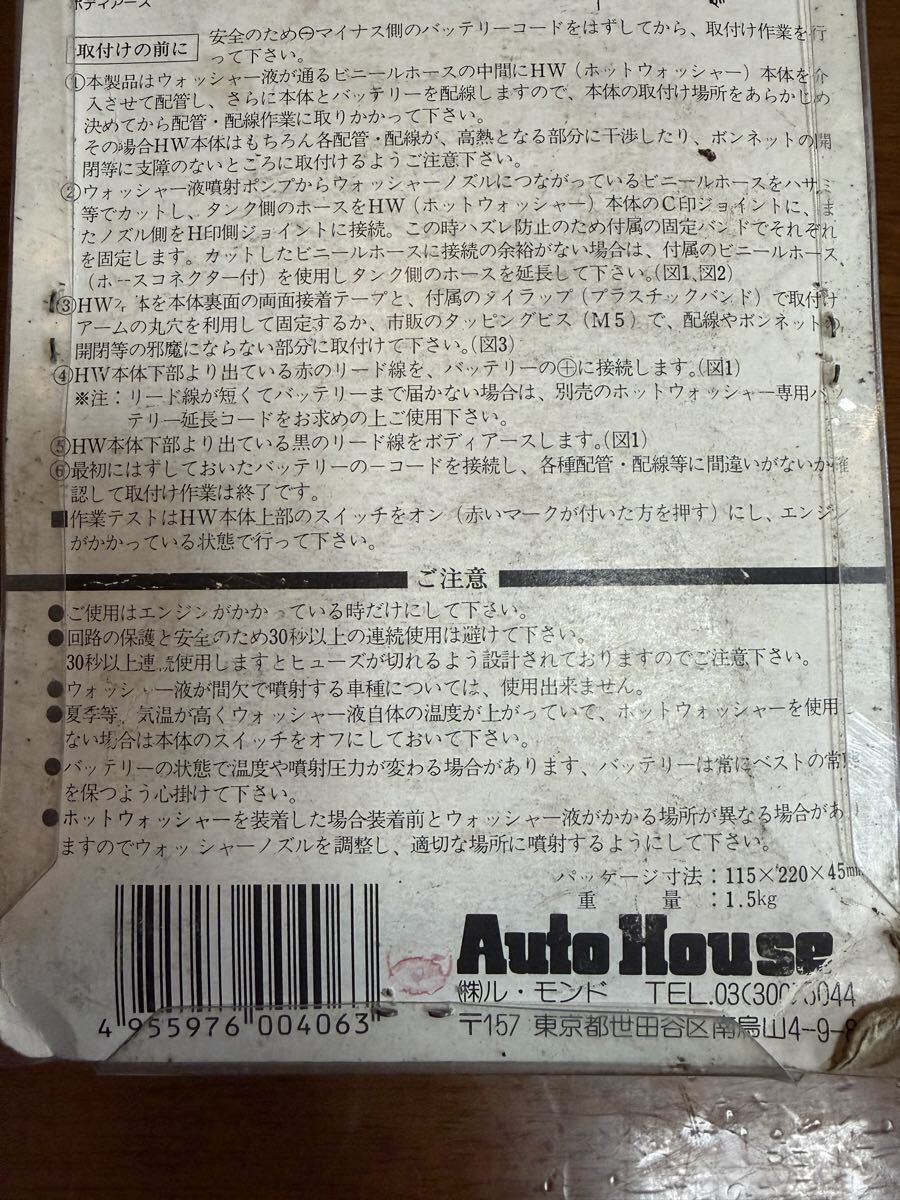 ボディアース
取付けの前に
安全のため⊖マイナス側のバッテリーコードをはずしてから、取付け作業を行
って下さい。
①本製品はウォッシャー液が通るビニールホースの中間にHW(ホットウォッシャー)本体を介
入させて配管し、さらに本体とバッテリーを配線しますので、本体の取付け場所をあらかじめ
決めてから配管・配線作業に取りかかって下さい。
その場合HW本体はもちろん各配管・配線が、高熱となる部分に干渉したり、ボンネットの開
閉等に支障のないところに取付けるようご注意下さい。
②ウォッシャー液噴射ポンプからウォッシャーノズルにつながっているビニールホースをハサミ
等でカットし、タンク側のホースをHW(ホットウォッシャー)本体のC印ジョイントに、ま
たノズル側をH印側ジョイントに接続。この時ハズレ防止のため付属の固定バンドでそれぞれ
を固定します。カットしたビニールホースに接続の余裕がない場合は、付属のビニールホース、
(ホースコネクター付)を使用しタンク側のホースを延長して下さい。(図1、図2)
③HW本体を本体裏面の両面接着テープと、付属のタイラップ(プラスチックバンド)で取付け
アームの丸穴を利用して固定するか、市販のタッピングビス(M5)で、配線やボンネットの
開閉等の邪魔にならない部分に取付けて下さい。(図3)
④HW本体下部より出ている赤のリード線を、バッテリーの⊕に接続します。(図1)
※注:リード線が短くてバッテリーまで届かない場合は、別売のホットウォッシャー専用バッ
テリー延長コードをお求めの上ご使用下さい。
⑤HW本体下部より出ている黒のリード線をボディアースします。(図1)
⑥最初にはずしておいたバッテリーの−コードを接続し、各種配管・配線等に間違いがないか確
認して取付け作業は終了です。
■作業テストはHW本体上部のスイッチをオン(赤いマークが付いた方を押す)にし、エンジン
がかかっている状態で行って下さい。
ご注意
●ご使用はエンジンがかかっている時だけにして下さい。
●回路の保護と安全のため30秒以上の連続使用は避けて下さい。
30秒以上連続使用しますとヒューズが切れるよう設計されておりますのでご注意下さい。
●ウォッシャー液が間欠で噴射する車種については、使用出来ません。
●夏季等、気温が高くウォッシャー液自体の温度が上がっていて、ホットウォッシャーを使用し
ない場合は本体のスイッチをオフにしておいて下さい。
●バッテリーの状態で温度や噴射圧力が変わる場合があります、バッテリーは常にベストの常態
を保つよう心掛けて下さい。
●ホットウォッシャーを装着した場合装着前とウォッシャー液がかかる場所が異なる場合があり
ますのでウォッシャーノズルを調整し、適切な場所に噴射するようにして下さい。
パッケージ寸法:115×220×45mm
重 量:1.5kg
Auto House
㈱ル・モンド TEL.03(300)
〒157 東京都世田谷区南烏山4-9-
4 955976 004063